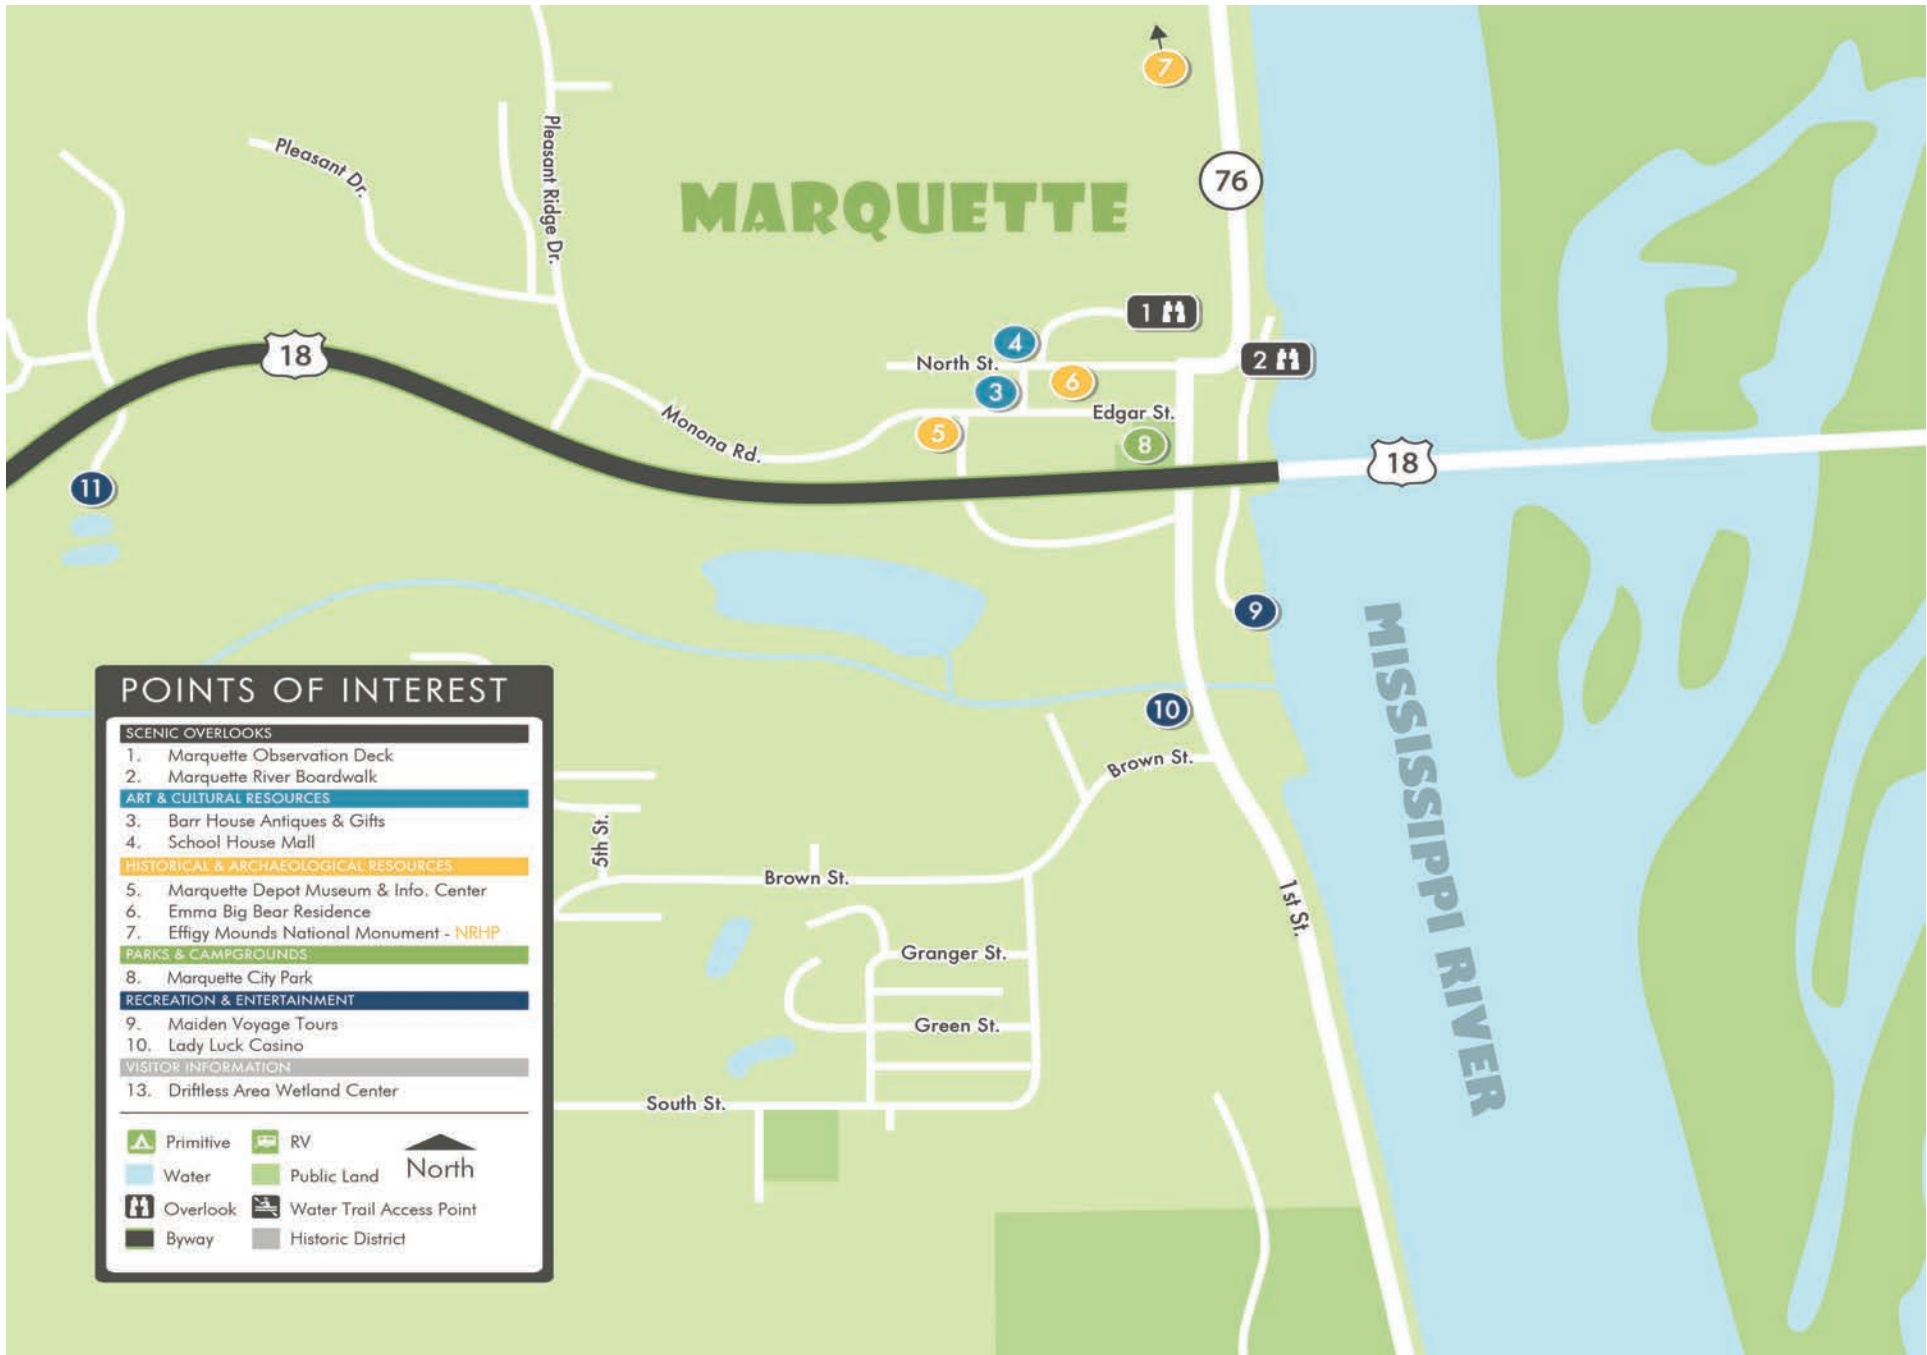 7
Pleasant Dr.
Pleasant Ridge Dr.
MARQUETTE
76
1
18
4
North St.
2
6
3
Monona Rd.
Edgar St.
5
8
18
11
9
MISSISSIPPI RIVER
10
Brown St.
5th St.
Brown St.
1st St.
Granger St.
Green St.
South St.
POINTS OF INTEREST
SCENIC OVERLOOKS
1. Marquette Observation Deck
2. Marquette River Boardwalk
ART & CULTURAL RESOURCES
3. Barr House Antiques & Gifts
4. School House Mall
HISTORICAL & ARCHAEOLOGICAL RESOURCES
5. Marquette Depot Museum & Info. Center
6. Emma Big Bear Residence
7. Effigy Mounds National Monument - NRHP
PARKS & CAMPGROUNDS
8. Marquette City Park
RECREATION & ENTERTAINMENT
9. Maiden Voyage Tours
10. Lady Luck Casino
VISITOR INFORMATION
13. Driftless Area Wetland Center
Primitive
RV
Water
Public Land
North
Overlook
Water Trail Access Point
Byway
Historic District